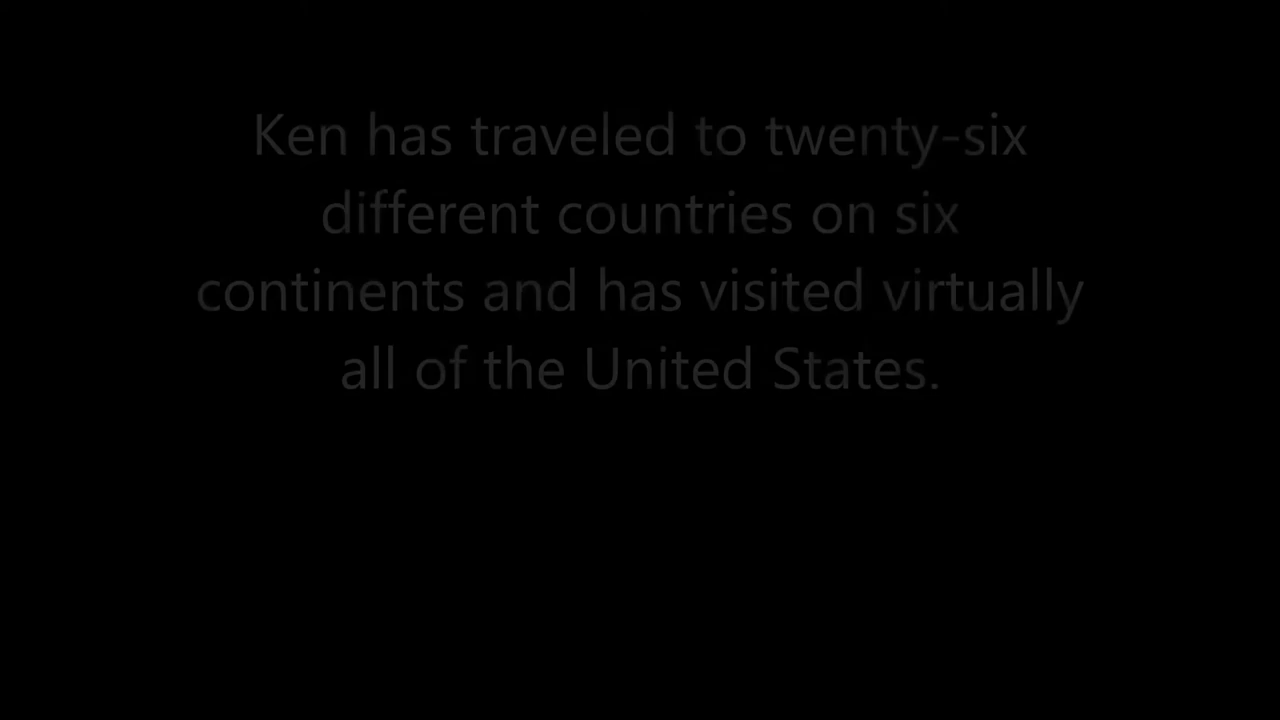 Ken has traveled to twenty-six
different countries on six
continents and has visited virtually
all of the United States.